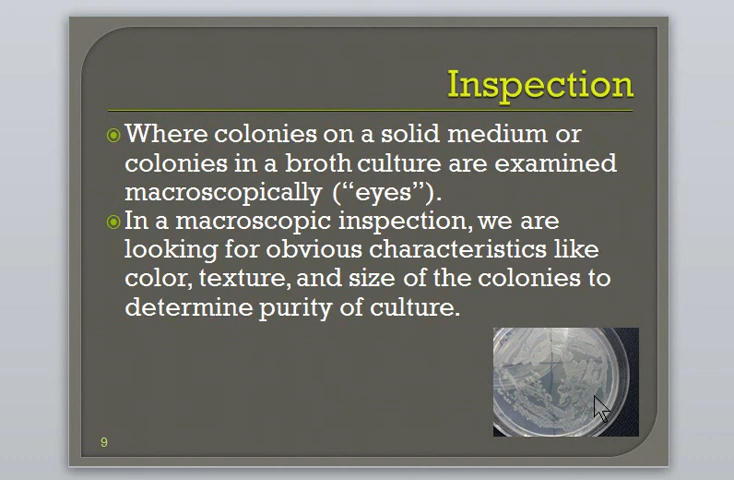 Inspection
Where colonies on a solid medium or
colonies in a broth culture are examined
macroscopically (“eyes”).
In a macroscopic inspection, we are
looking for obvious characteristics like
color, texture, and size of the colonies to
determine purity of culture.
9